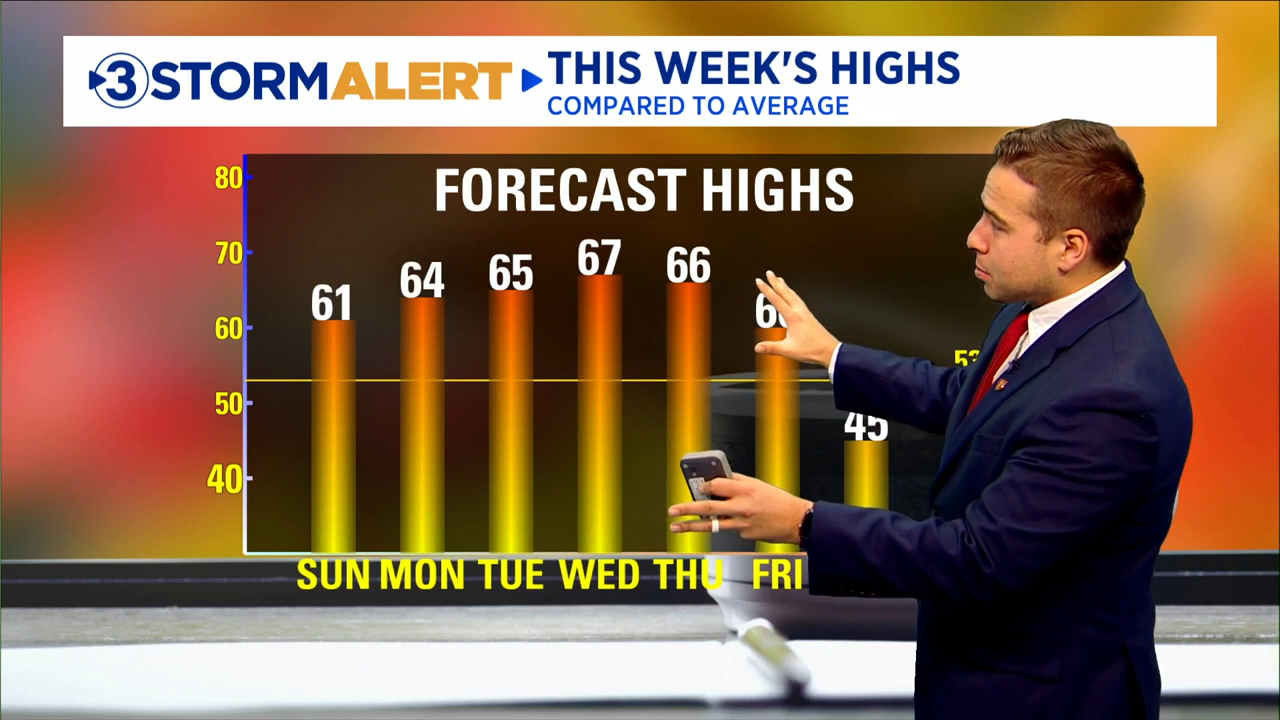 3 STORMALERT
THIS WEEK'S HIGHS
COMPARED TO AVERAGE
FORECAST HIGHS
80
70
60
50
40
61
64
65
67
66
45
SUN MON TUE WED THU FRI